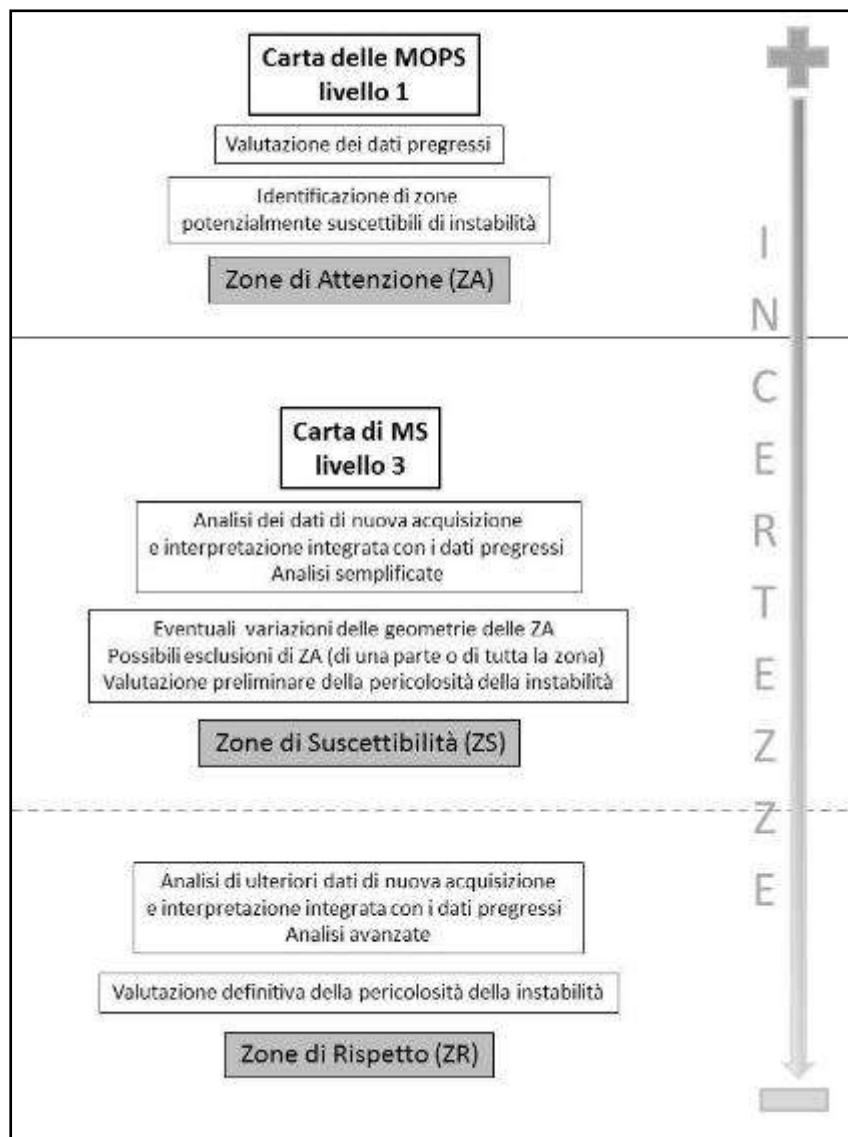 Carta delle MOPS
livello 1
Valutazione dei dati pregressi
Identificazione di zone
potenzialmente suscettibili di instabilità
Zone di Attenzione (ZA)
Carta di MS
livello 3
Analisi dei dati di nuova acquisizione
e interpretazione integrata con i dati pregressi
Analisi semplificate
Eventuali variazioni delle geometrie delle ZA
Possibili esclusioni di ZA (di una parte o di tutta la zona)
Valutazione preliminare della pericolosità della instabilità
Zone di Suscettibilità (ZS)
Analisi di ulteriori dati di nuova acquisizione
e interpretazione integrata con i dati pregressi
Analisi avanzate
Valutazione definitiva della pericolosità della instabilità
Zone di Rispetto (ZR)
INCERTEZZE